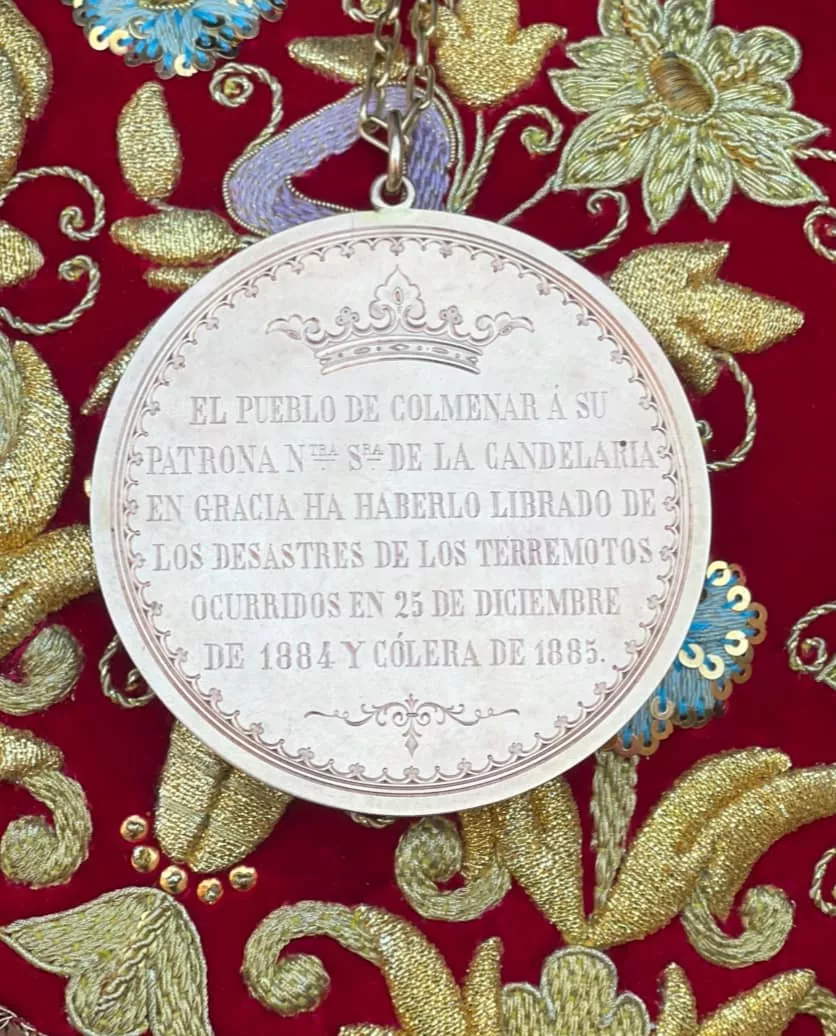 EL PUEBLO DE COLMENAR Á SU
PATRONA NTRA SRA DE LA CANDELARIA
EN GRACIA HA HABERLO LIBRADO DE
LOS DESASTRES DE LOS TERREMOTOS
OCURRIDOS EN 25 DE DICIEMBRE
DE 1884 Y CÓLERA DE 1885.